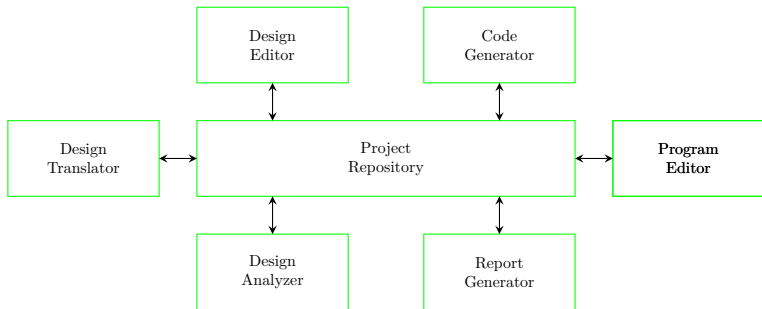 Design
Editor
Code
Generator
Design
Translator
Project
Repository
Program
Editor
Design
Analyzer
Report
Generator